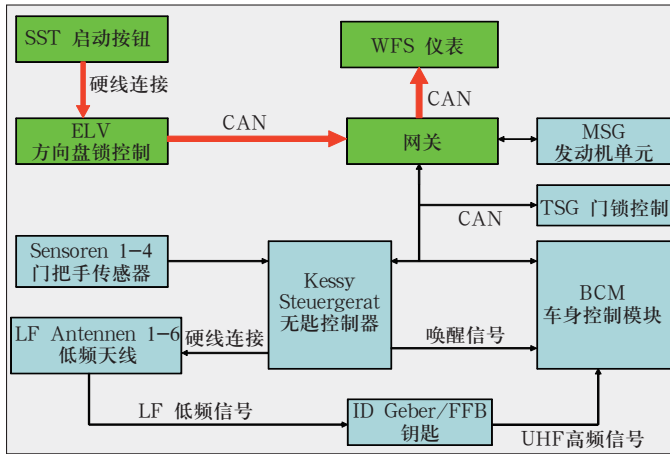 SST 启动按钮
WFS 仪表
硬线连接
CAN
ELV
方向盘锁控制
CAN
网关
MSG
发动机单元
CAN
TSG 门锁控制
Sensoren 1-4
门把手传感器
Kessy
Steuergerat
无匙控制器
BCM
车身控制模块
LF Antennen 1-6
低频天线
硬线连接
唤醒信号
LF 低频信号
ID Geber/FFB
钥匙
UHF高频信号